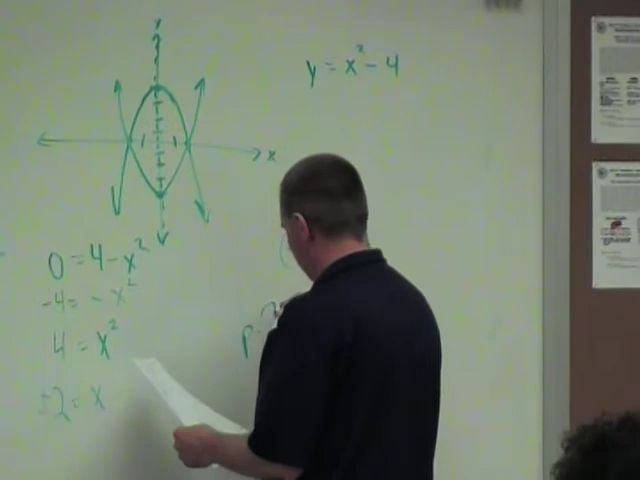 y
y = x² - 4
x
0 = 4 - x²
-4 = -x²
4 = x²
±2 = x